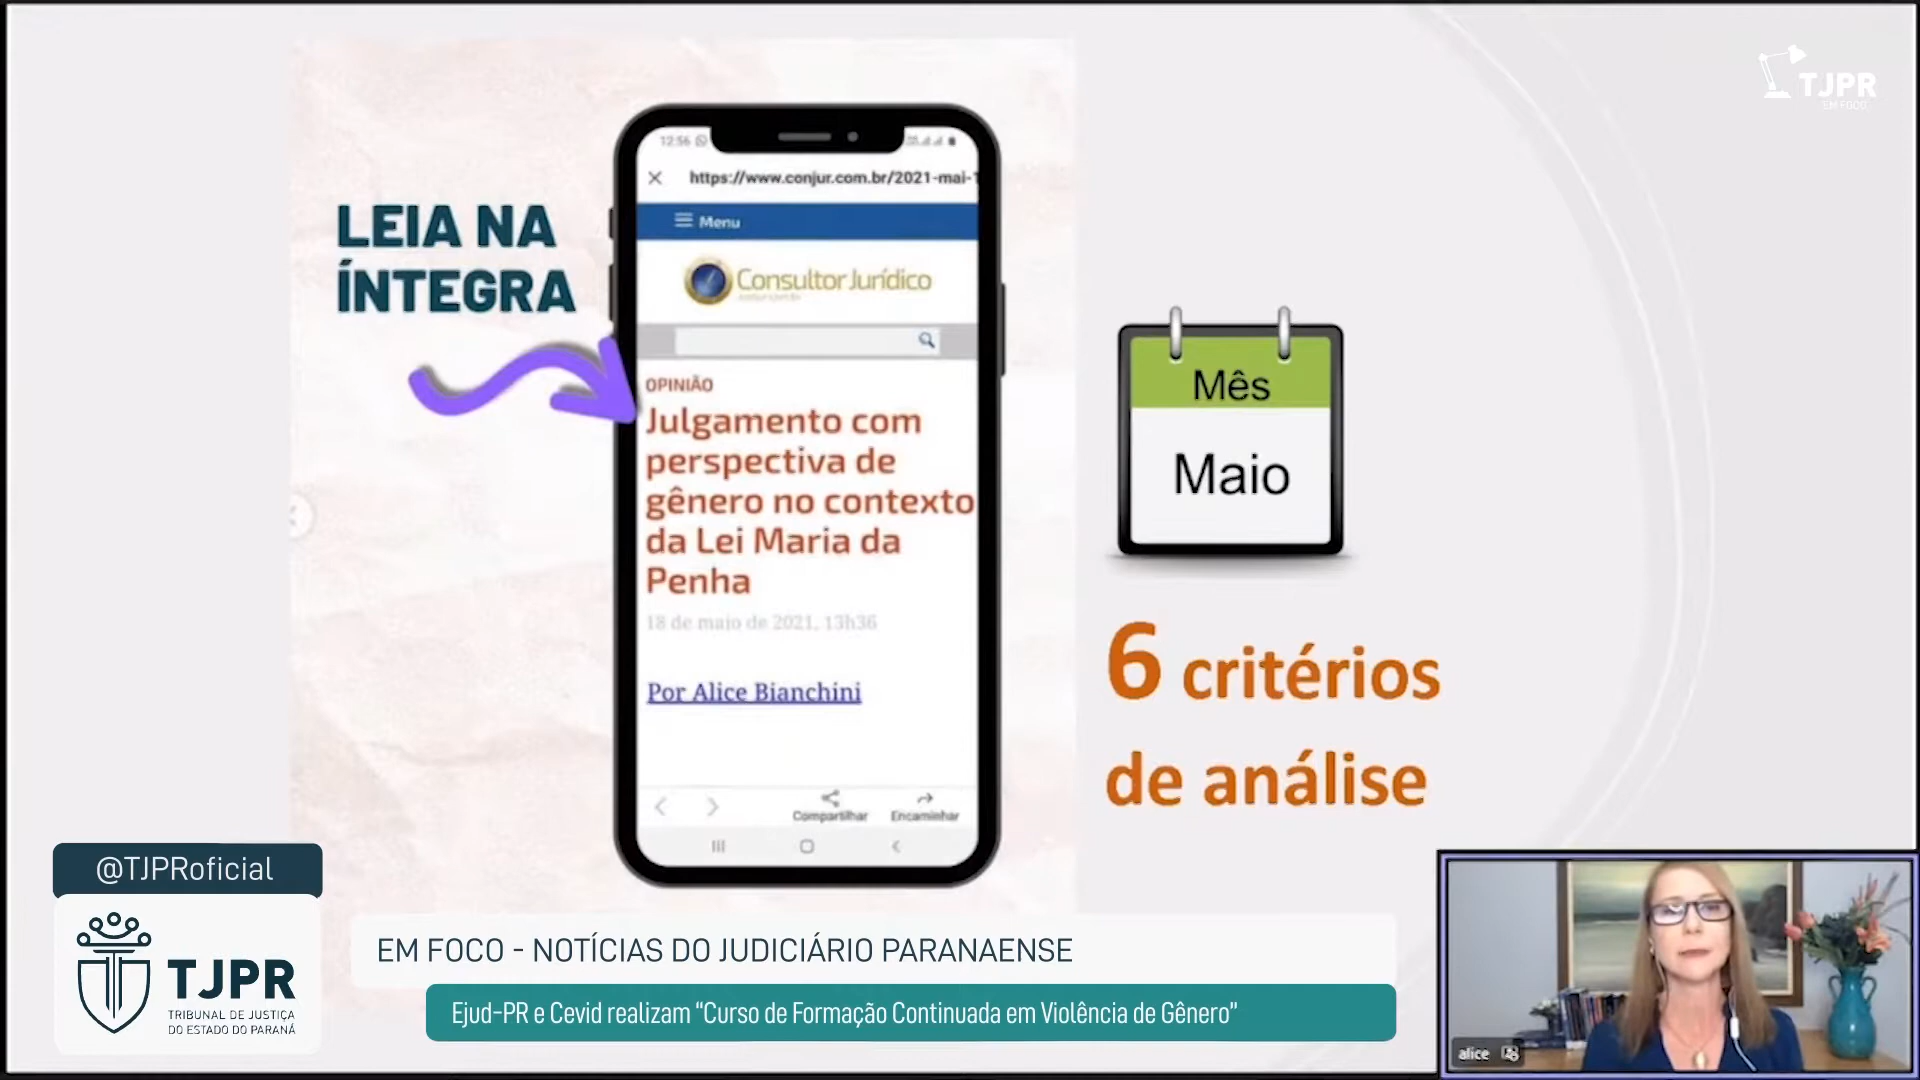 TJPR
EM FOCO
LEIA NA
ÍNTEGRA
12:56
https://www.conjur.com.br/2021-mai-1
Menu
Consultor Jurídico
OPINIÃO
Julgamento com
perspectiva de
gênero no contexto
da Lei Maria da
Penha
18 de maio de 2021, 13h36
Por Alice Bianchini
Compartilhar
Encaminhar
Mês
Maio
6 critérios
de análise
@TJPRoficial
TJPR
TRIBUNAL DE JUSTIÇA
DO ESTADO DO PARANÁ
EM FOCO - NOTÍCIAS DO JUDICIÁRIO PARANAENSE
Ejud-PR e Cevid realizam “Curso de Formação Continuada em Violência de Gênero”
alice